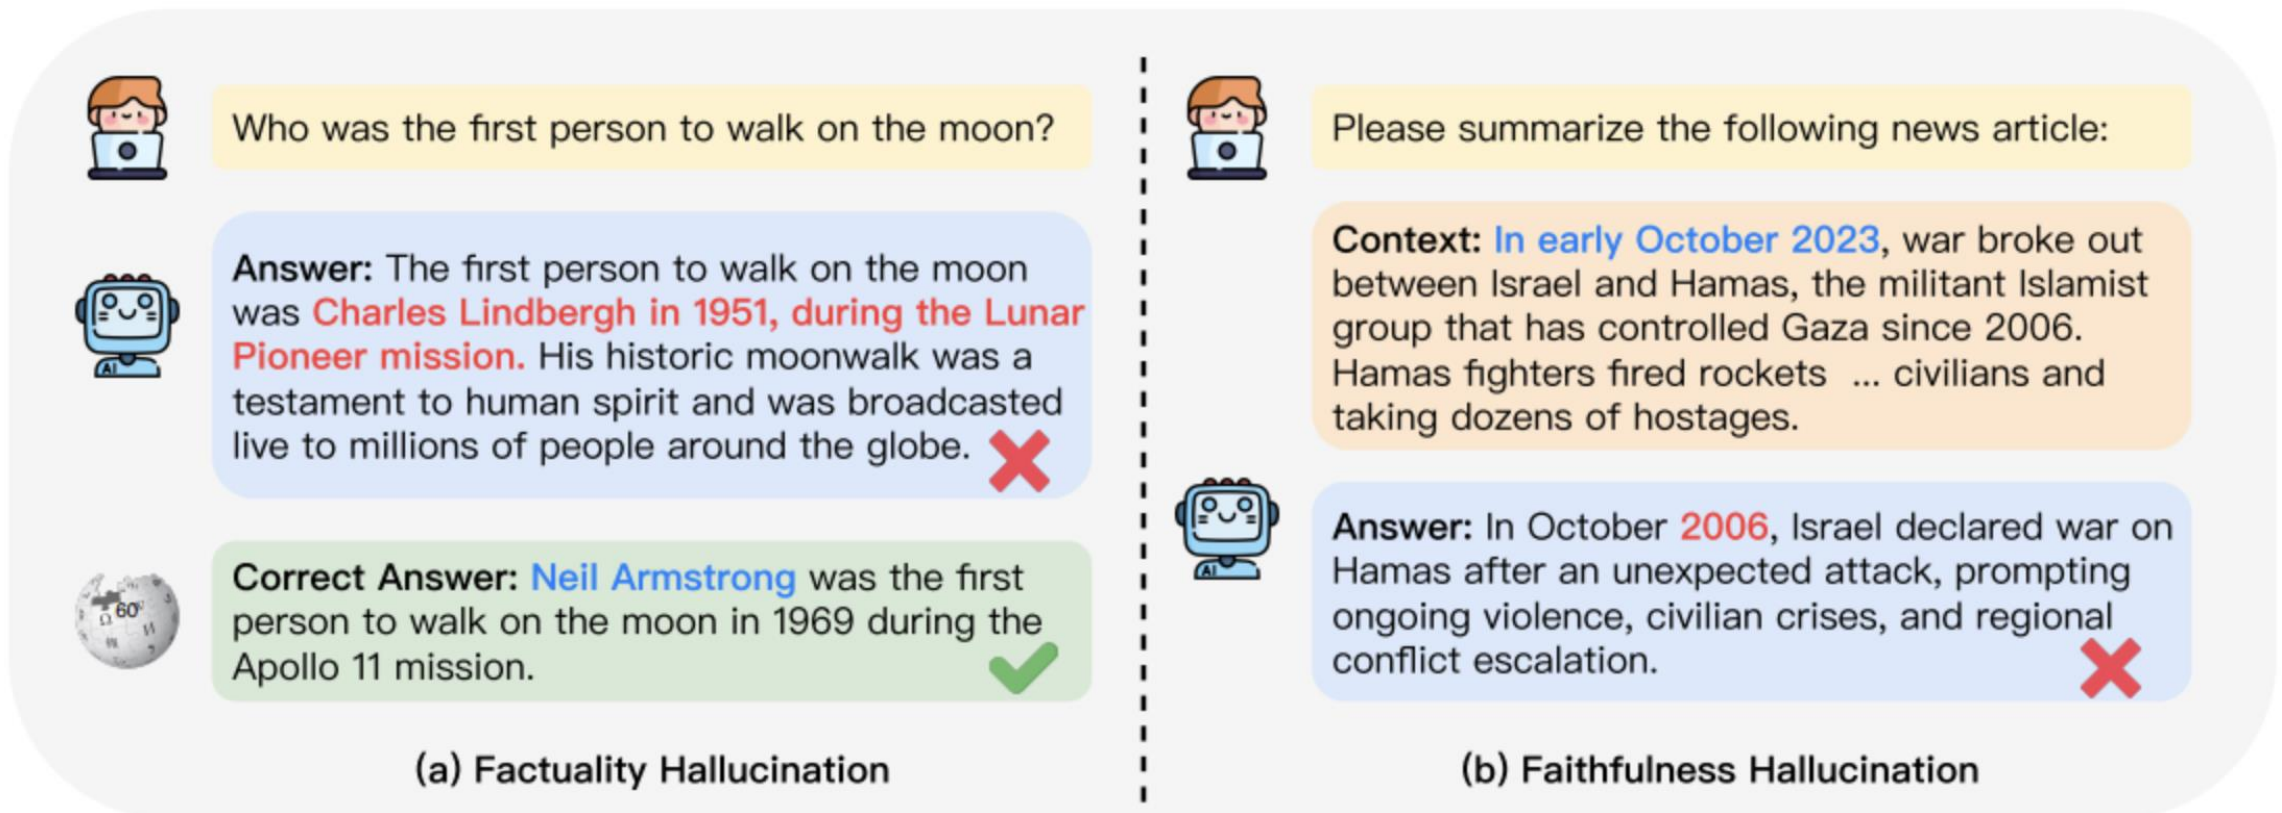 Who was the first person to walk on the moon?
Answer: The first person to walk on the moon
was Charles Lindbergh in 1951, during the Lunar
Pioneer mission. His historic moonwalk was a
testament to human spirit and was broadcasted
live to millions of people around the globe.
Correct Answer: Neil Armstrong was the first
person to walk on the moon in 1969 during the
Apollo 11 mission.
(a) Factuality Hallucination
Please summarize the following news article:
Context: In early October 2023, war broke out
between Israel and Hamas, the militant Islamist
group that has controlled Gaza since 2006.
Hamas fighters fired rockets ... civilians and
taking dozens of hostages.
AI
Answer: In October 2006, Israel declared war on
Hamas after an unexpected attack, prompting
ongoing violence, civilian crises, and regional
conflict escalation.
AI
(b) Faithfulness Hallucination